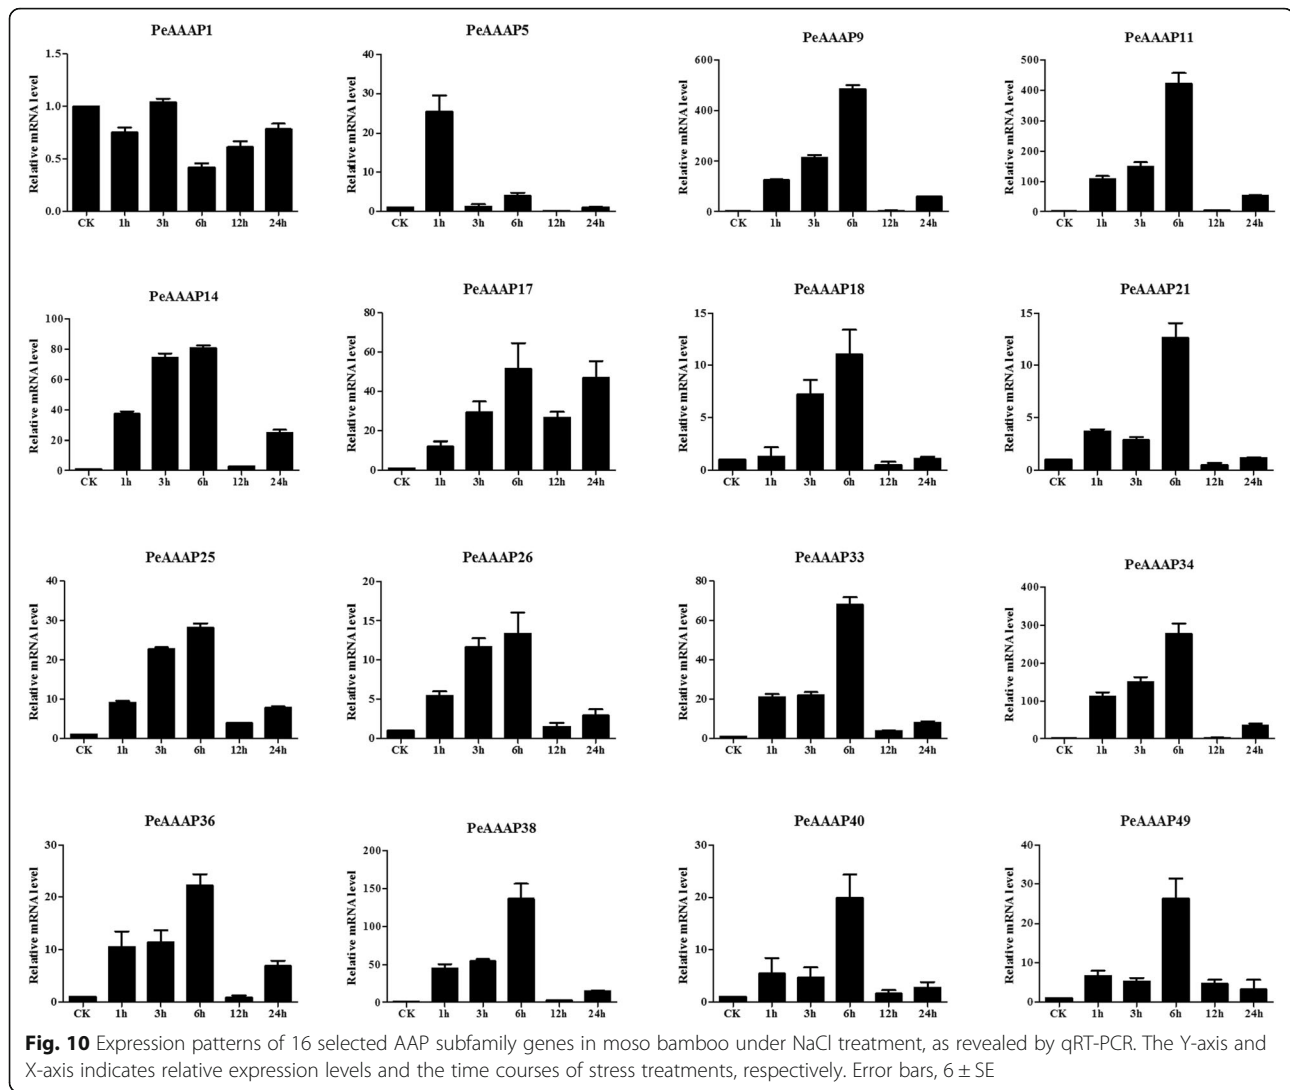 PeAAAP1
Relative mRNA level
1.5
1.0
0.5
0.0
CK 1h 3h 6h 12h 24h
PeAAAP5
Relative mRNA level
40
30
20
10
0
CK 1h 3h 6h 12h 24h
PeAAAP9
Relative mRNA level
600
400
200
0
CK 1h 3h 6h 12h 24h
PeAAAP11
Relative mRNA level
500
400
300
200
100
0
CK 1h 3h 6h 12h 24h
PeAAAP14
Relative mRNA level
100
80
60
40
20
0
CK 1h 3h 6h 12h 24h
PeAAAP17
Relative mRNA level
80
60
40
20
0
CK 1h 3h 6h 12h 24h
PeAAAP18
Relative mRNA level
15
10
5
0
CK 1h 3h 6h 12h 24h
PeAAAP21
Relative mRNA level
15
10
5
0
CK 1h 3h 6h 12h 24h
PeAAAP25
Relative mRNA level
40
30
20
10
0
CK 1h 3h 6h 12h 24h
PeAAAP26
Relative mRNA level
20
15
10
5
0
CK 1h 3h 6h 12h 24h
PeAAAP33
Relative mRNA level
80
60
40
20
0
CK 1h 3h 6h 12h 24h
PeAAAP34
Relative mRNA level
400
300
200
100
0
CK 1h 3h 6h 12h 24h
PeAAAP36
Relative mRNA level
30
20
10
0
CK 1h 3h 6h 12h 24h
PeAAAP38
Relative mRNA level
200
150
100
50
0
CK 1h 3h 6h 12h 24h
PeAAAP40
Relative mRNA level
30
20
10
0
CK 1h 3h 6h 12h 24h
PeAAAP49
Relative mRNA level
40
30
20
10
0
CK 1h 3h 6h 12h 24h
Fig. 10 Expression patterns of 16 selected AAP subfamily genes in moso bamboo under NaCl treatment, as revealed by qRT-PCR. The Y-axis and
X-axis indicates relative expression levels and the time courses of stress treatments, respectively. Error bars, 6 ± SE